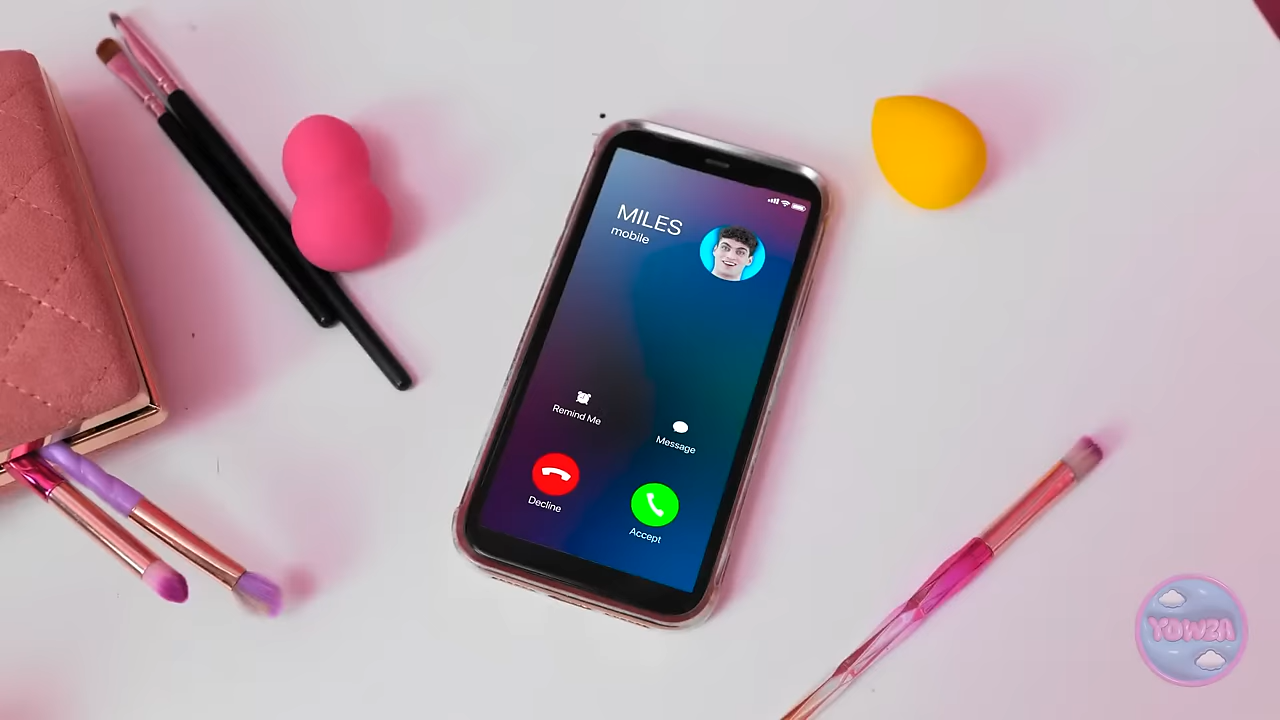 MILES
mobile
Remind Me
Message
Decline
Accept
YOWZA